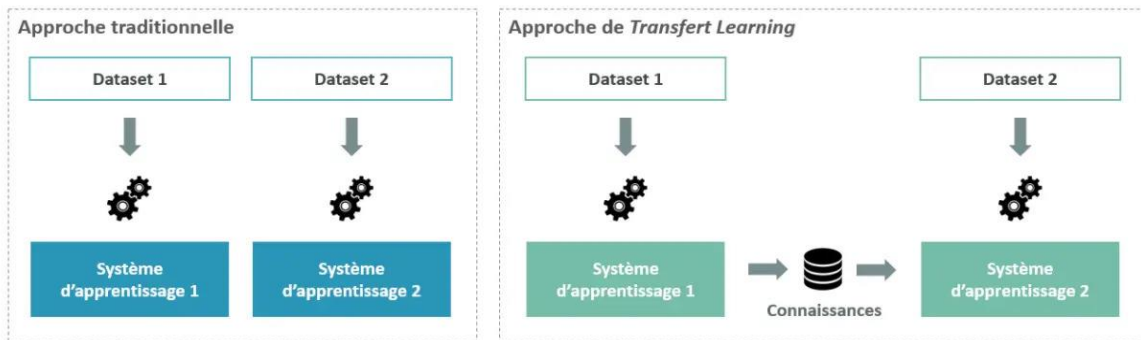 Approche traditionnelle
Dataset 1
Dataset 2
Système
d'apprentissage 1
Système
d'apprentissage 2
Approche de Transfert Learning
Dataset 1
Dataset 2
Système
d'apprentissage 1
Connaissances
Système
d'apprentissage 2